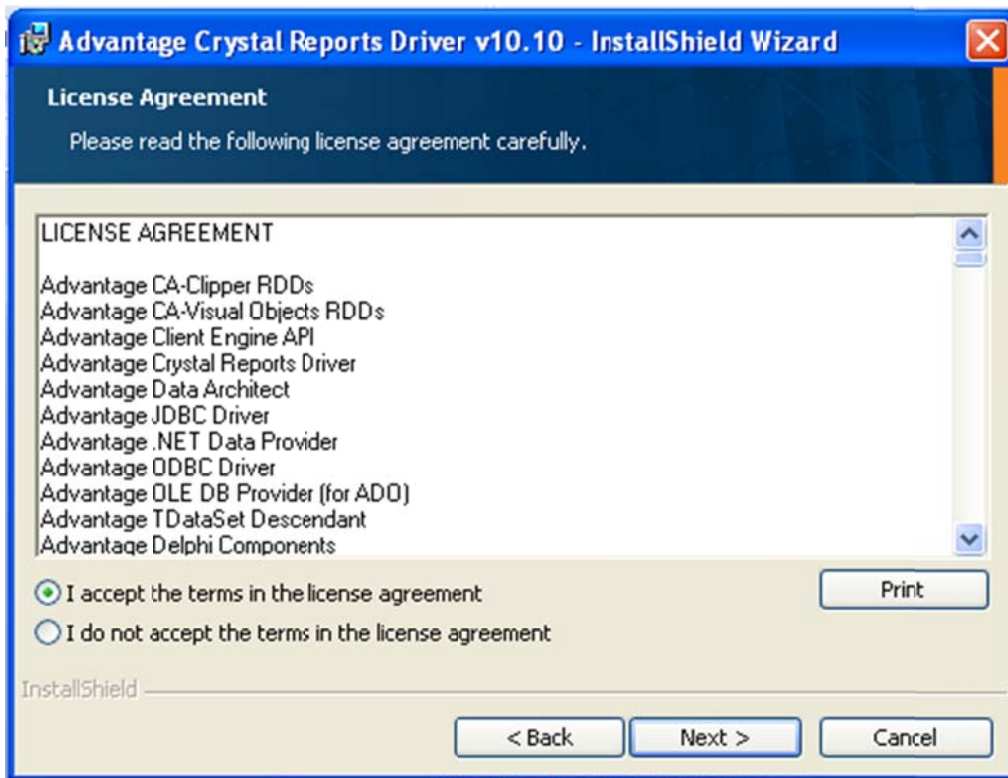 Advantage Crystal Reports Driver v10.10 - InstallShield Wizard
License Agreement
Please read the following license agreement carefully.
LICENSE AGREEMENT
Advantage CA-Clipper RDDs
Advantage CA-Visual Objects RDDs
Advantage Client Engine API
Advantage Crystal Reports Driver
Advantage Data Architect
Advantage JDBC Driver
Advantage .NET Data Provider
Advantage ODBC Driver
Advantage OLE DB Provider (for ADO)
Advantage TDataSet Descendant
Advantage Delphi Components
I accept the terms in the license agreement
Print
I do not accept the terms in the license agreement
InstallShield
< Back
Next >
Cancel